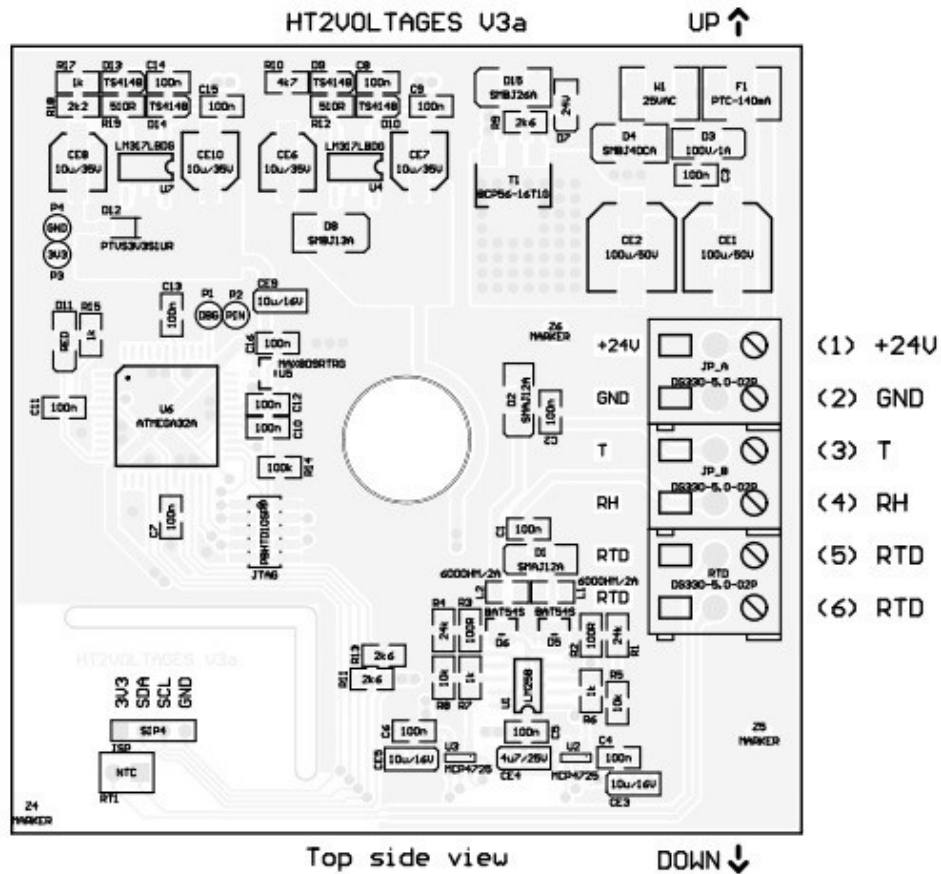 HT2VOLTAGES V3a UP
R17 D13 C14 R10 D9 C8
1k TS4148 100n 4k7 TS4148 100n D15 SMBJ26A 24V W1 25VAC F1 PTC-140mA
C15 C9
R18 2k2 510R TS4148 100n 510R TS4148 100n R9 2k6 D7
R19 D14 R12 D10 D4 SMBJ40CA D3 100V/1A
CE8 10u/35V LM317LBDG U7 CE10 10u/35V CE6 10u/35V LM317LBDG U4 CE7 10u/35V T1 BCP56-16T1G 100n C3
P4 GND D12 PTVS3V3S1UR D8 SMBJ13A CE2 100u/50V CE1 100u/50V
3V3 P3
C13 100n P1 DBG P2 PIN CE9 10u/16V
D11 RED R15 1k C16 100n Z6 MARKER +24V JP_A DG330-5.0-02P (1) +24V
MAX809RTRG U5
C11 100n U6 ATMEGA32A 100n C12 D2 SMAJ12A 100n C2 GND (2) GND
100n C10
100k R14 T JP_B DG330-5.0-02P (3) T
C7 100n JTAG RH (4) RH
C1 100n
D1 SMAJ12A RTD RTD DG330-5.0-02P (5) RTD
600OHM/2A L2 L1 600OHM/2A RTD (6) RTD
BAT54S BAT54S
R4 24k R3 100R D6 D5 R2 100R 24k R1
HT2VOLTAGES V3a
R13 2k6
R11 2k6 10k R8 1k R7 U1 LM258 1k R6 R5 10k
3V3 SDA SCL GND
SIP4
ISP
C6 100n 100n C5 C4 100n Z5 MARKER
NTC RT1 CE5 10u/16V U3 MCP4725 4u7/25V CE4 U2 MCP4725 10u/16V CE3
Z4 MARKER
Top side view DOWN